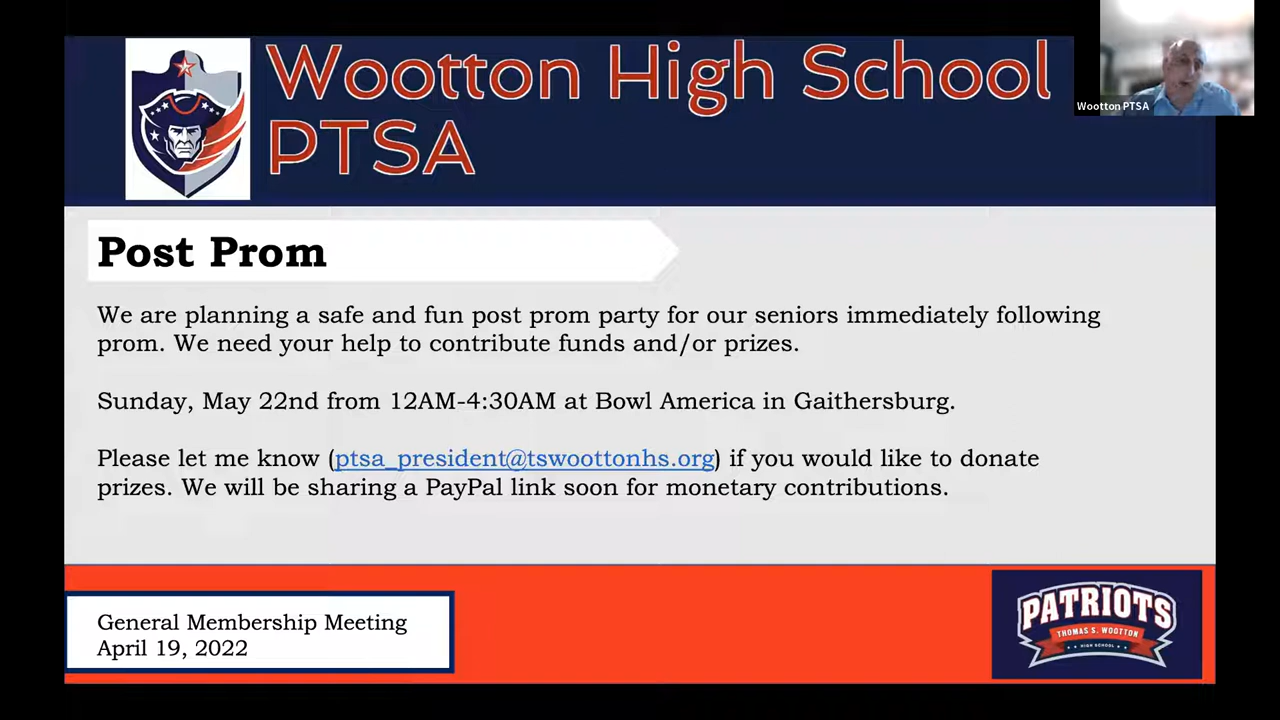 Wootton High School
PTSA
Wootton PTSA
Post Prom
We are planning a safe and fun post prom party for our seniors immediately following
prom. We need your help to contribute funds and/or prizes.
Sunday, May 22nd from 12AM-4:30AM at Bowl America in Gaithersburg.
Please let me know (ptsa_president@tswoottonhs.org) if you would like to donate
prizes. We will be sharing a PayPal link soon for monetary contributions.
General Membership Meeting
April 19, 2022
PATRIOTS
THOMAS S. WOOTTON
HIGH SCHOOL